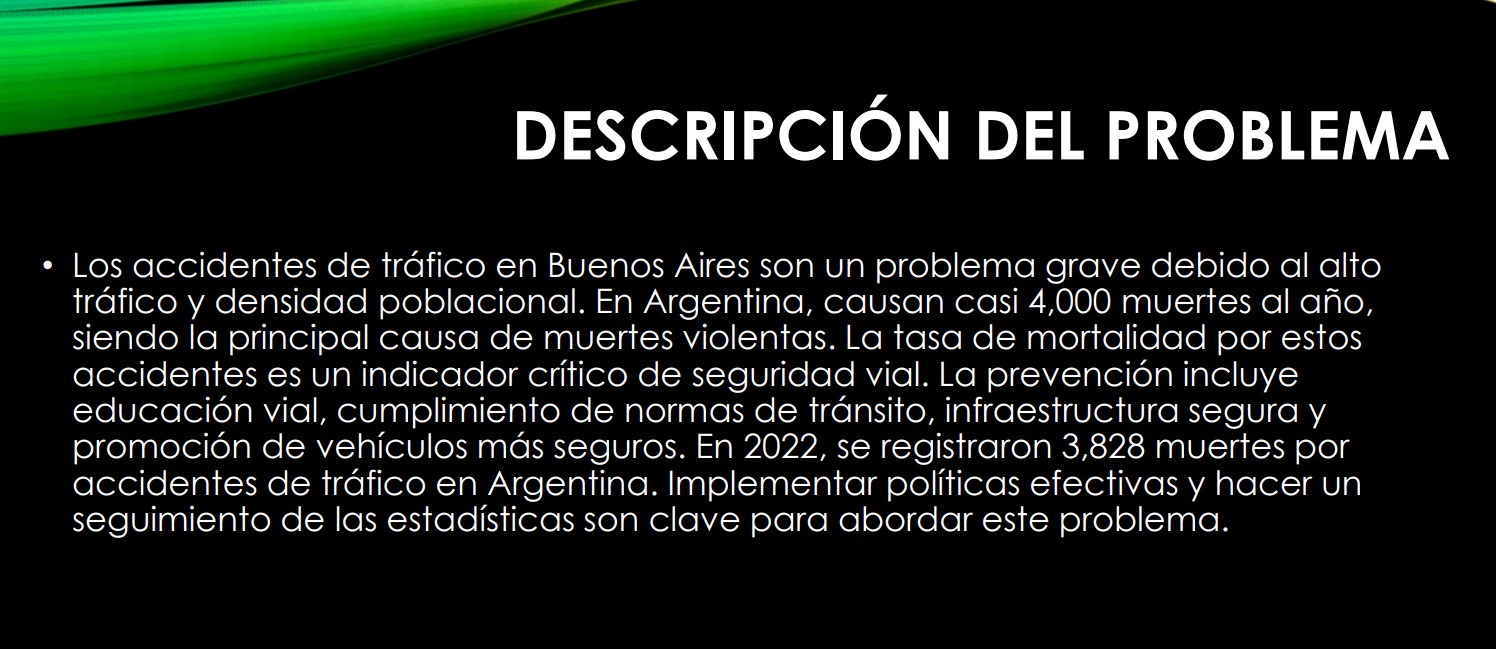 DESCRIPCIÓN DEL PROBLEMA
• Los accidentes de tráfico en Buenos Aires son un problema grave debido al alto
tráfico y densidad poblacional. En Argentina, causan casi 4,000 muertes al año,
siendo la principal causa de muertes violentas. La tasa de mortalidad por estos
accidentes es un indicador crítico de seguridad vial. La prevención incluye
educación vial, cumplimiento de normas de tránsito, infraestructura segura y
promoción de vehículos más seguros. En 2022, se registraron 3,828 muertes por
accidentes de tráfico en Argentina. Implementar políticas efectivas y hacer un
seguimiento de las estadísticas son clave para abordar este problema.